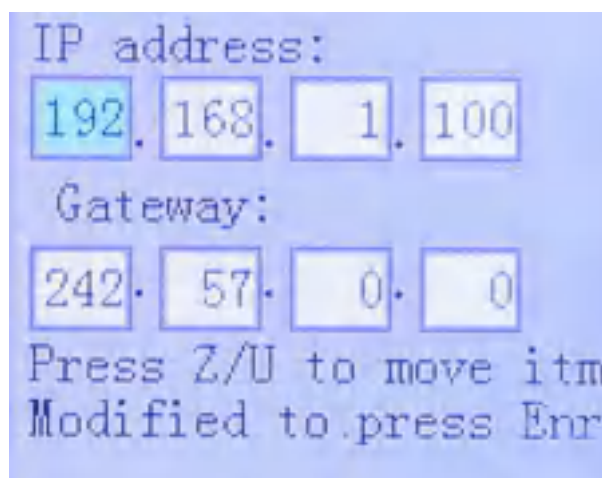 IP address:
192. 168. 1. 100
Gateway:
242. 57. 0. 0
Press Z/U to move itm
Modified to press Enr